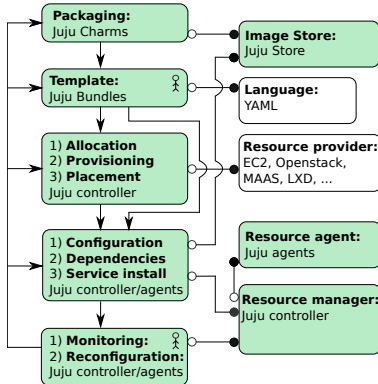 Packaging:
Juju Charms
Image Store:
Juju Store
Template:
Juju Bundles
Language:
YAML
1) Allocation
2) Provisioning
3) Placement
Juju controller
Resource provider:
EC2, Openstack,
MAAS, LXD, ...
1) Configuration
2) Dependencies
3) Service install
Juju controller/agents
Resource agent:
Juju agents
Resource manager:
Juju controller
1) Monitoring:
2) Reconfiguration:
Juju controller/agents